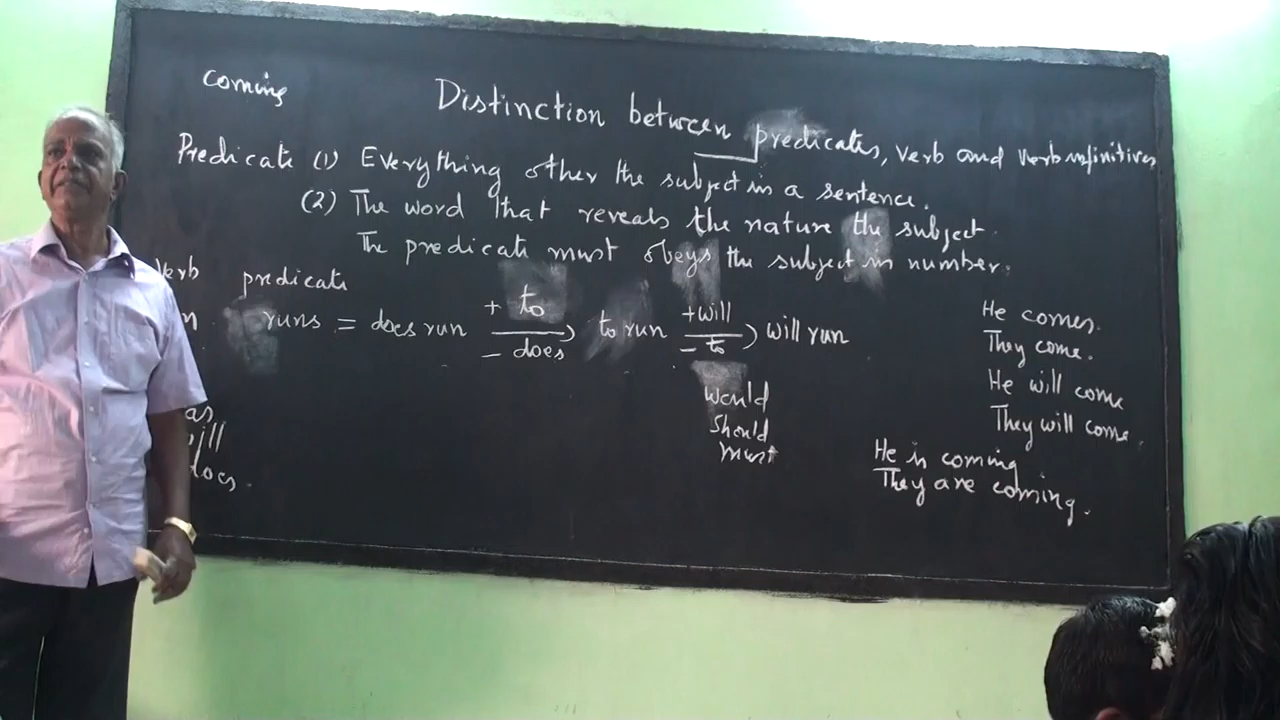 coming
Distinction between predicates, verb and verb infinitives
Predicate (1) Everything other the subject in a sentence.
(2) The word that reveals the nature the subject.
The predicate must obeys the subject in number.
verb predicate
runs = does run + to - does to run + will - to will run
would
should
must
does.
He comes.
They come.
He will come
They will come.
He is coming
They are coming.